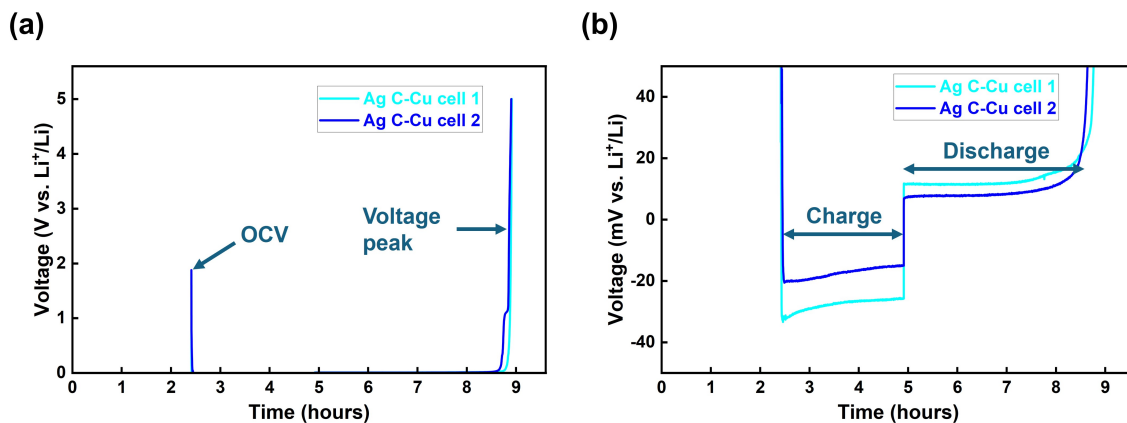 (a)
Voltage (V vs. Li⁺/Li)
5
4
3
2
1
0
Ag C-Cu cell 1
Ag C-Cu cell 2
OCV
Voltage
peak
0 1 2 3 4 5 6 7 8 9
Time (hours)
(b)
Voltage (mV vs. Li⁺/Li)
40
20
0
-20
-40
Ag C-Cu cell 1
Ag C-Cu cell 2
Discharge
Charge
0 1 2 3 4 5 6 7 8 9
Time (hours)